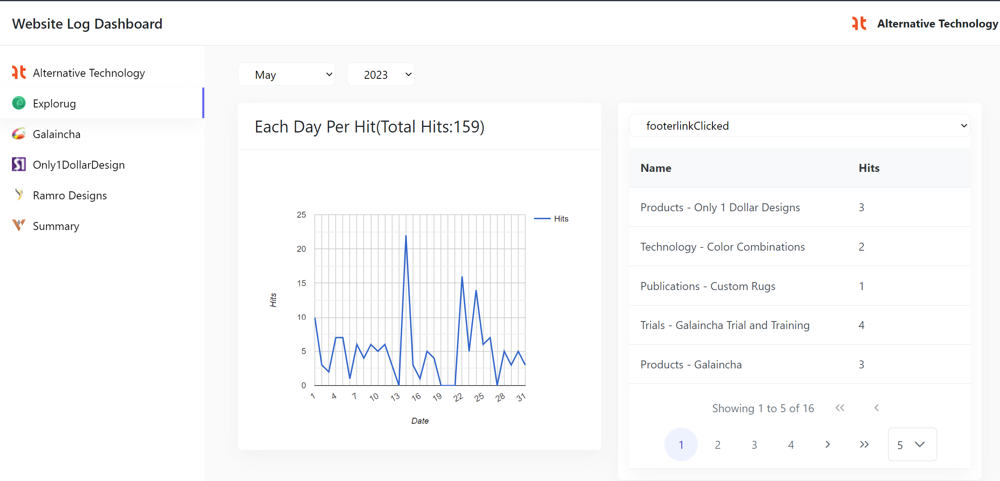 Website Log Dashboard
Alternative Technology
Alternative Technology
Explorug
Galaincha
Only1DollarDesign
Ramro Designs
Summary
May
2023
Each Day Per Hit(Total Hits:159)
25
20
15
10
5
0
Hits
Hits
1 4 7 10 13 16 19 22 25 28 31
Date
footerlinkClicked
Name Hits
Products - Only 1 Dollar Designs 3
Technology - Color Combinations 2
Publications - Custom Rugs 1
Trials - Galaincha Trial and Training 4
Products - Galaincha 3
Showing 1 to 5 of 16
1 2 3 4 5